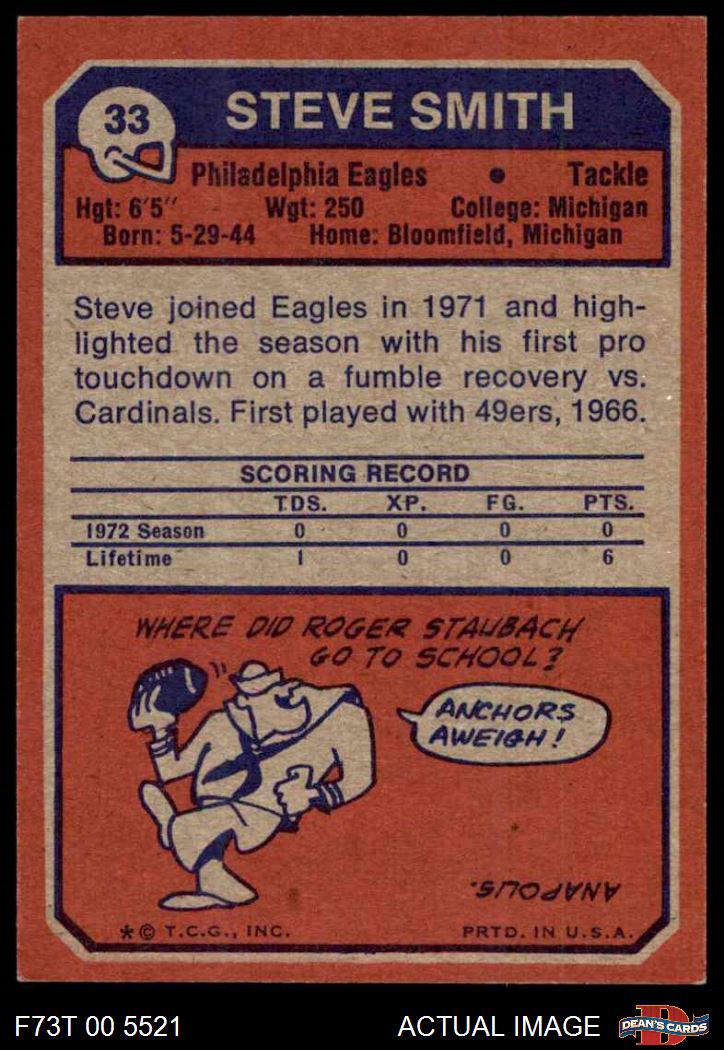 33
STEVE SMITH
Philadelphia Eagles • Tackle
Hgt: 6'5" Wgt: 250 College: Michigan
Born: 5-29-44 Home: Bloomfield, Michigan
Steve joined Eagles in 1971 and high-
lighted the season with his first pro
touchdown on a fumble recovery vs.
Cardinals. First played with 49ers, 1966.
SCORING RECORD
TDS. XP. FG. PTS.
1972 Season 0 0 0 0
Lifetime 1 0 0 6
WHERE DID ROGER STAUBACH
GO TO SCHOOL?
ANCHORS
AWEIGH!
ANAPOLIS.
*© T.C.G., INC. PRTD. IN U.S.A.
F73T 00 5521 ACTUAL IMAGE
D
DEAN'S CARDS